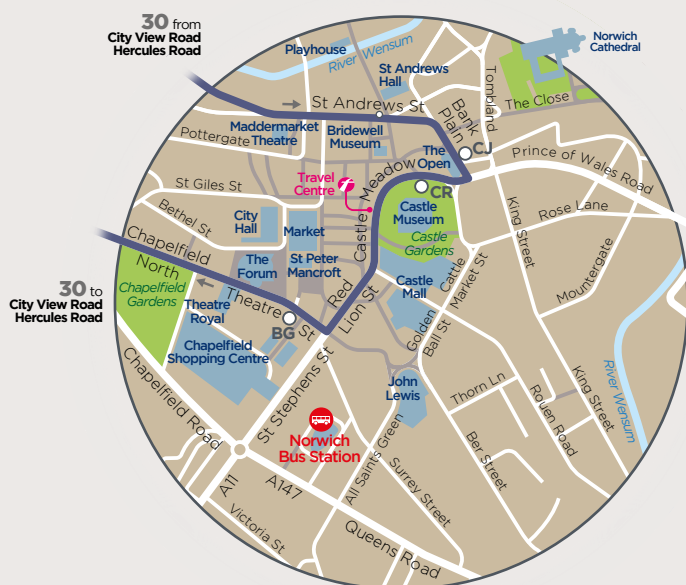 30 from
City View Road
Hercules Road
Playhouse
River Wensum
St Andrews
Hall
Norwich
Cathedral
Tombland
The Close
St Andrews St
Bank
Plain
Maddermarket
Theatre
Bridewell
Museum
Pottergate
The
Open
CJ
Prince of Wales Road
Travel
Centre
Castle Meadow
CR
St Giles St
Castle
Museum
Castle
Gardens
King Street
Rose Lane
Bethel St
City
Hall
Market
Mountergate
Chapelfield
North
The
Forum
St Peter
Mancroft
Castle
Mall
Cattle
Market St
Chapelfield
Gardens
30 to
City View Road
Hercules Road
Theatre
Royal
Theatre St
BG
Red
Lion St
Golden
Ball St
Chapelfield
Shopping Centre
River Wensum
Chapelfield Road
St Stephens St
John
Lewis
Thorn Ln
Rouen Road
King Street
Norwich
Bus Station
Ber Street
All Saints Green
Surrey Street
A11
A147
Victoria St
Queens Road